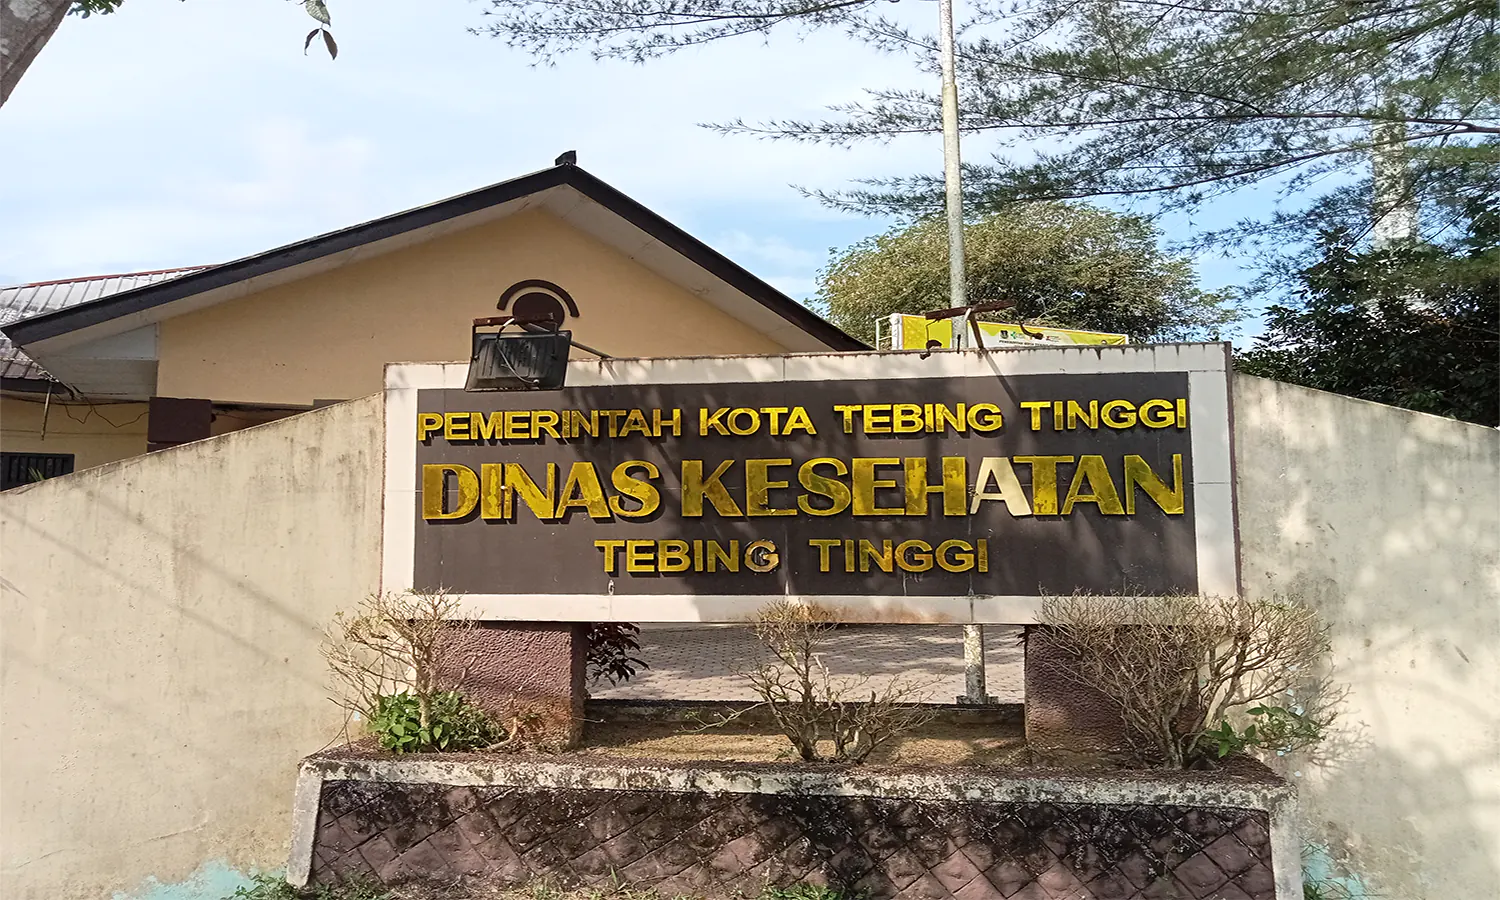 PEMERINTAH KOTA TEBING TINGGI
DINAS KESEHATAN
TEBING TINGGI